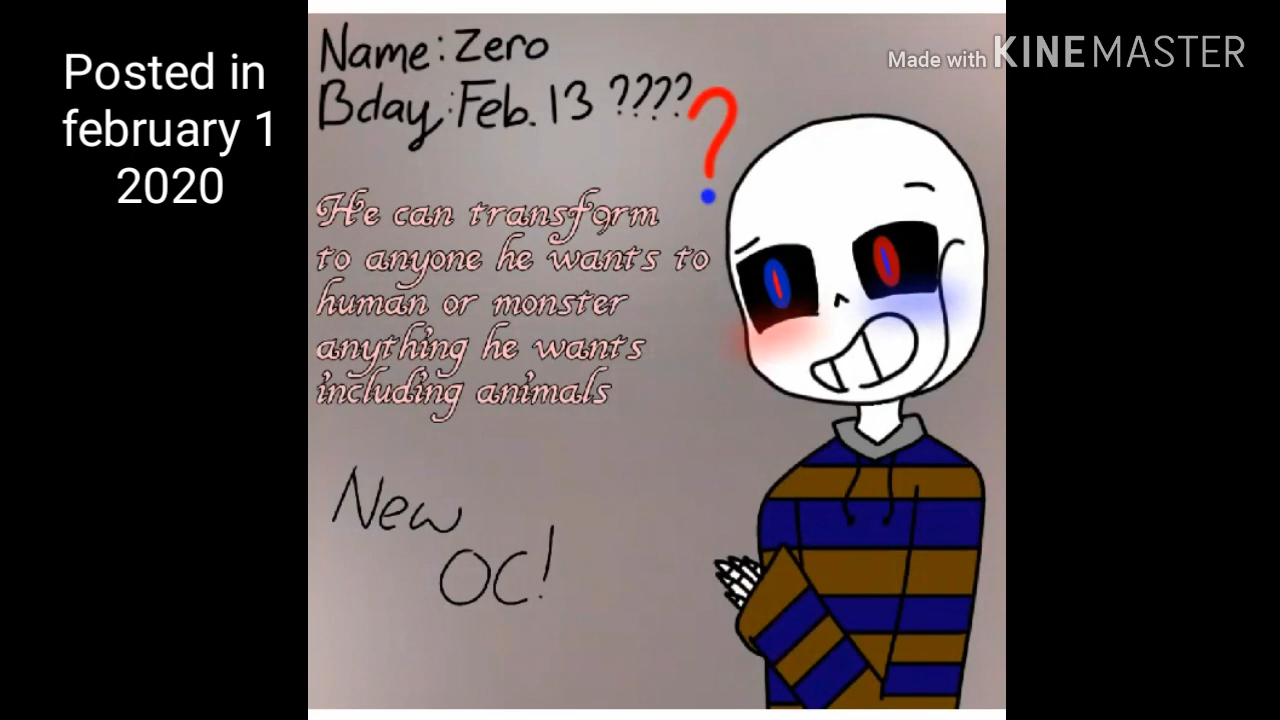 Posted in
february 1
2020
Made with KINEMASTER
Name: Zero
Bday: Feb. 13 ????
?
He can transform
to anyone he wants to
human or monster
anything he wants
including animals
New
OC!